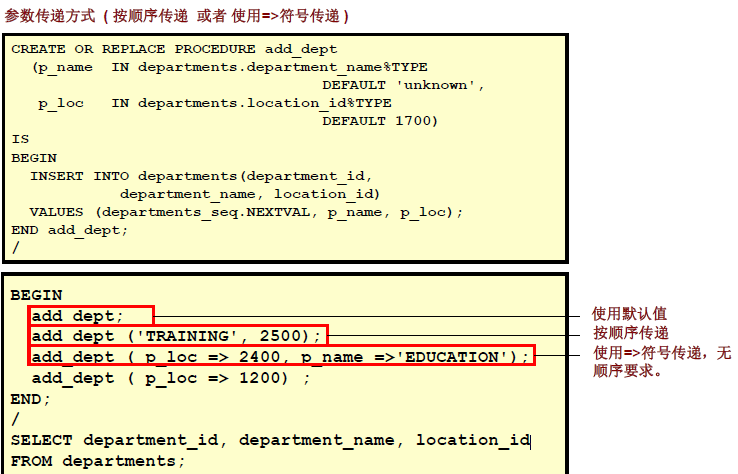 参数传递方式 ( 按顺序传递 或者 使用=>符号传递 )
CREATE OR REPLACE PROCEDURE add_dept
(p_name IN departments.department_name%TYPE
DEFAULT 'unknown',
p_loc IN departments.location_id%TYPE
DEFAULT 1700)
IS
BEGIN
INSERT INTO departments(department_id,
department_name, location_id)
VALUES (departments_seq.NEXTVAL, p_name, p_loc);
END add_dept;
/
BEGIN
add_dept;
add_dept ('TRAINING', 2500);
add_dept ( p_loc => 2400, p_name =>'EDUCATION');
add_dept ( p_loc => 1200) ;
END;
/
SELECT department_id, department_name, location_id
FROM departments;
使用默认值
按顺序传递
使用=>符号传递，无
顺序要求。